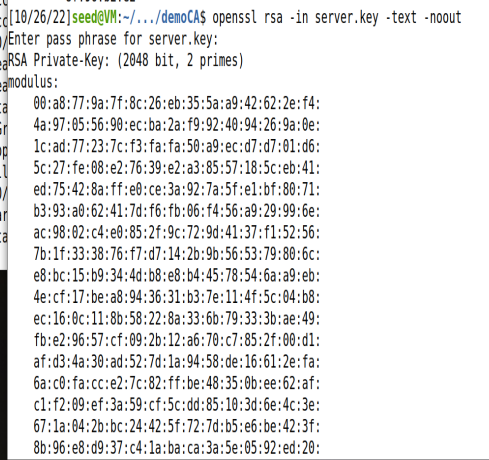 [10/26/22]seed@VM:~/.../demoCA$ openssl rsa -in server.key -text -noout
Enter pass phrase for server.key:
RSA Private-Key: (2048 bit, 2 primes)
modulus:
00:a8:77:9a:7f:8c:26:eb:35:5a:a9:42:62:2e:f4:
4a:97:05:56:90:ec:ba:2a:f9:92:40:94:26:9a:0e:
1c:ad:77:23:7c:f3:fa:fa:50:a9:ec:d7:d7:01:d6:
5c:27:fe:08:e2:76:39:e2:a3:85:57:18:5c:eb:41:
ed:75:42:8a:ff:e0:ce:3a:92:7a:5f:e1:bf:80:71:
b3:93:a0:62:41:7d:f6:fb:06:f4:56:a9:29:99:6e:
ac:98:02:c4:e0:85:2f:9c:72:9d:41:37:f1:52:56:
7b:1f:33:38:76:f7:d7:14:2b:9b:56:53:79:80:6c:
e8:bc:15:b9:34:4d:b8:e8:b4:45:78:54:6a:a9:eb:
4e:cf:17:be:a8:94:36:31:b3:7e:11:4f:5c:04:b8:
ec:16:0c:11:8b:58:22:8a:33:6b:79:33:3b:ae:49:
fb:e2:96:57:cf:09:2b:12:a6:70:c7:85:2f:00:d1:
af:d3:4a:30:ad:52:7d:1a:94:58:de:16:61:2e:fa:
6a:c0:fa:cc:e2:7c:82:ff:be:48:35:0b:ee:62:af:
c1:f2:09:ef:3a:59:cf:5c:dd:85:10:3d:6e:4c:3e:
67:1a:04:2b:bc:24:42:5f:72:7d:b5:e6:be:42:3f:
8b:96:e8:d9:37:c4:1a:ba:ca:3a:5e:05:92:ed:20: